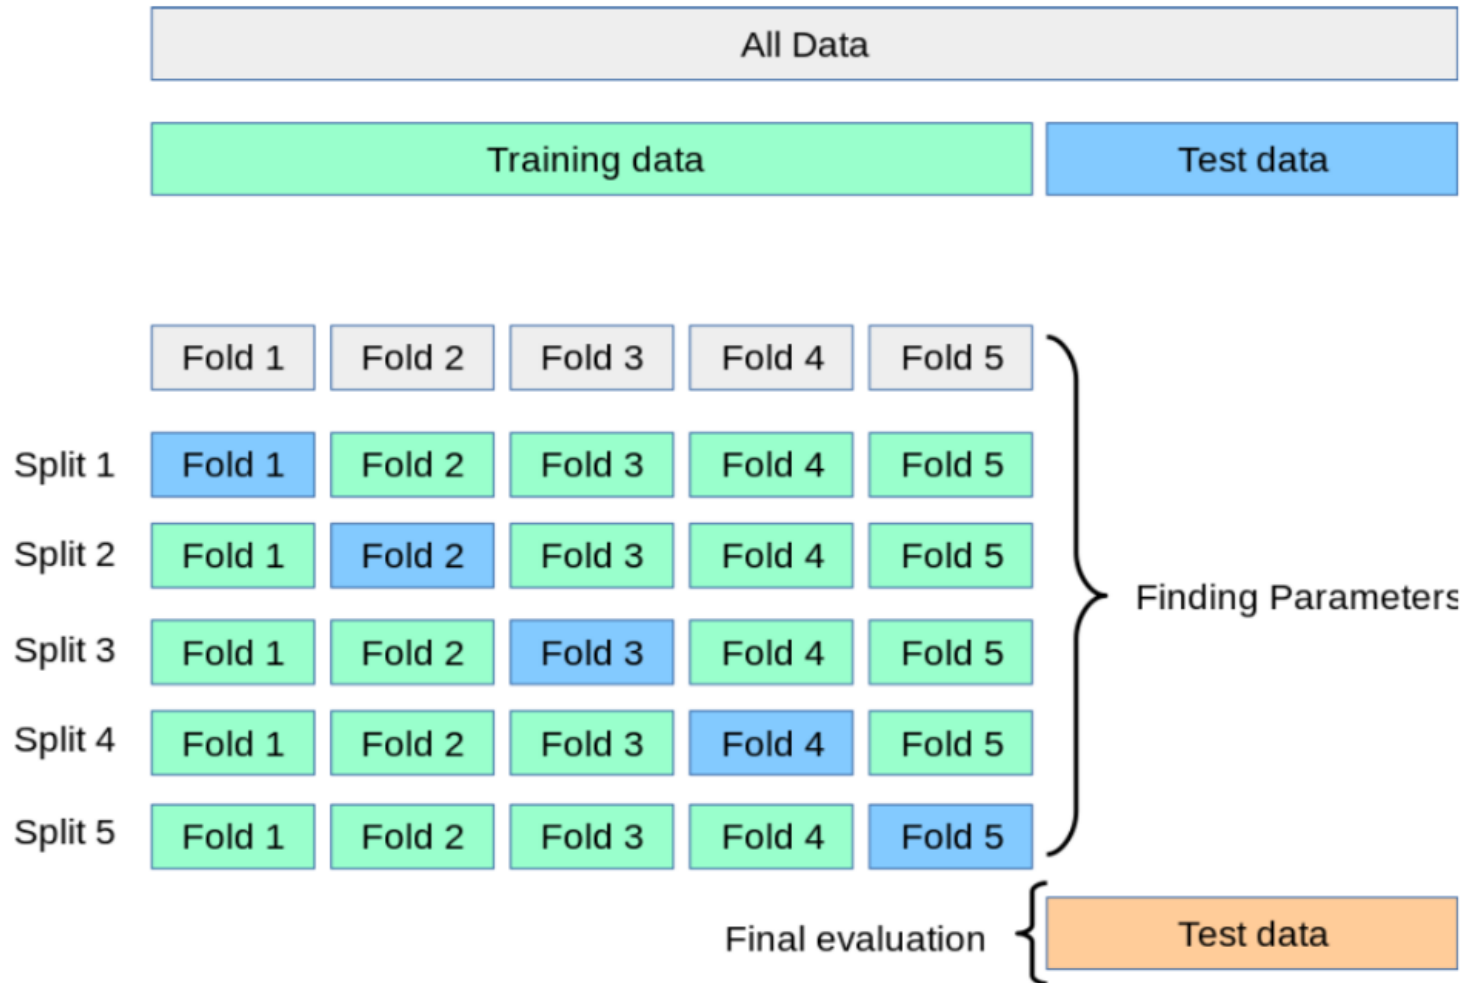 All Data
Training data Test data
Fold 1 Fold 2 Fold 3 Fold 4 Fold 5
Split 1 Fold 1 Fold 2 Fold 3 Fold 4 Fold 5
Split 2 Fold 1 Fold 2 Fold 3 Fold 4 Fold 5
Finding Parameters
Split 3 Fold 1 Fold 2 Fold 3 Fold 4 Fold 5
Split 4 Fold 1 Fold 2 Fold 3 Fold 4 Fold 5
Split 5 Fold 1 Fold 2 Fold 3 Fold 4 Fold 5
Final evaluation Test data